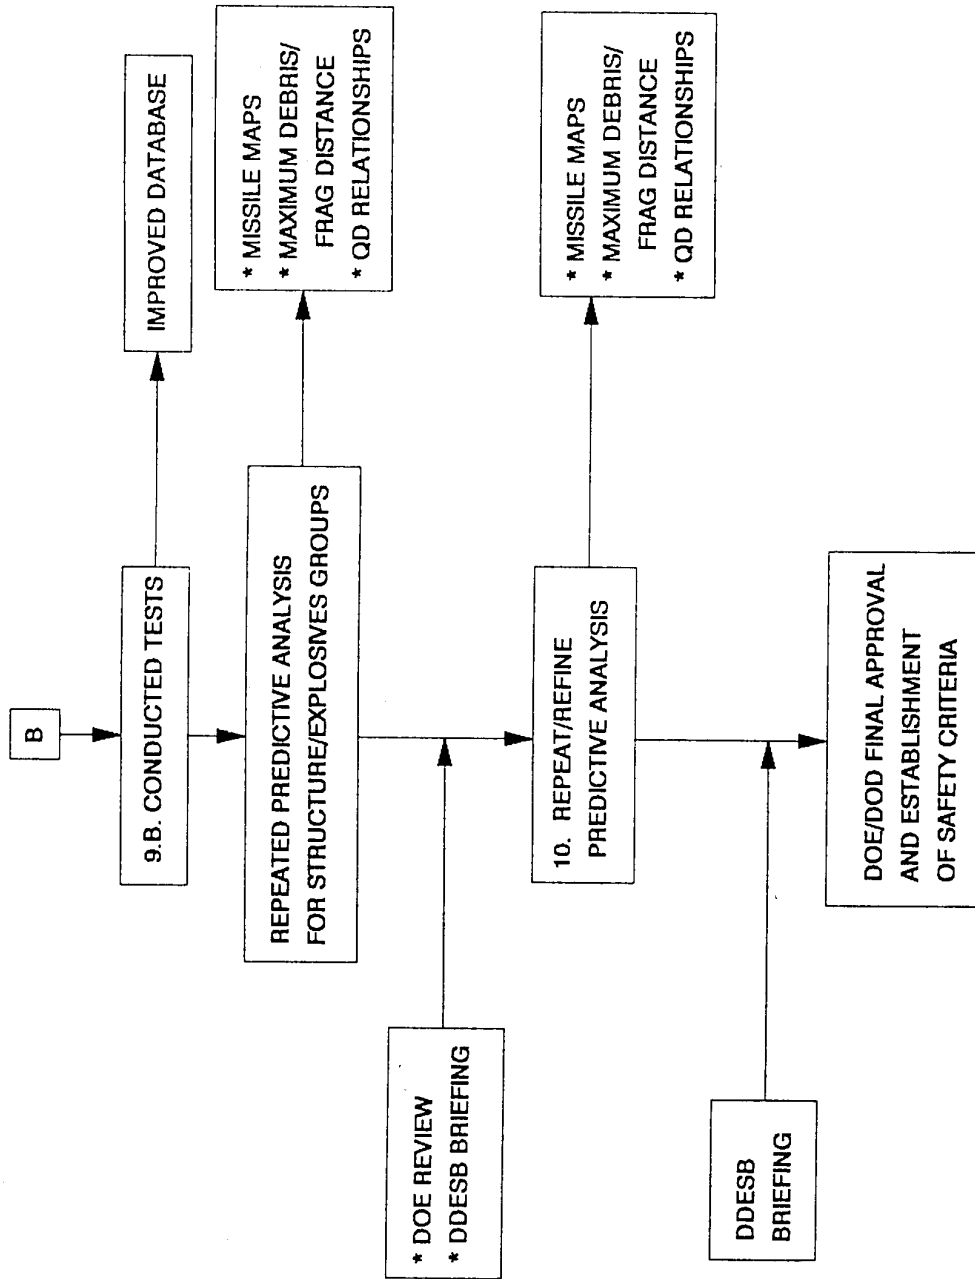 B
9.B. CONDUCTED TESTS
IMPROVED DATABASE
REPEATED PREDICTIVE ANALYSIS
FOR STRUCTURE/EXPLOSIVES GROUPS
* MISSILE MAPS
* MAXIMUM DEBRIS/
FRAG DISTANCE
* QD RELATIONSHIPS
* DOE REVIEW
* DDESB BRIEFING
10. REPEAT/REFINE
PREDICTIVE ANALYSIS
* MISSILE MAPS
* MAXIMUM DEBRIS/
FRAG DISTANCE
* QD RELATIONSHIPS
DDESB
BRIEFING
DOE/DOD FINAL APPROVAL
AND ESTABLISHMENT
OF SAFETY CRITERIA